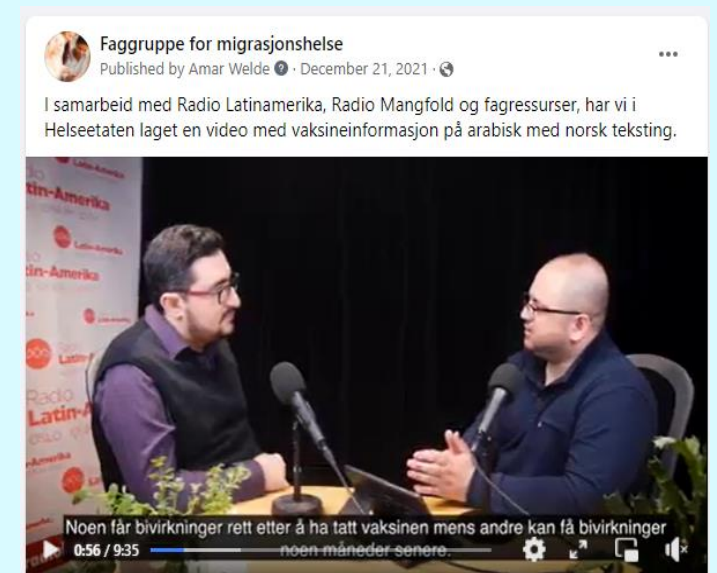 Faggruppe for migrasjonshelse
Published by Amar Welde · December 21, 2021 ·
I samarbeid med Radio Latinamerika, Radio Mangfold og fagressurser, har vi i
Helseetaten laget en video med vaksineinformasjon på arabisk med norsk teksting.
Latin-Amerika
tin-Amerika
Latin-Amerika
tin-Amerika
Radio
Latin-A
Noen får bivirkninger rett etter å ha tatt vaksinen mens andre kan få bivirkninger
noen måneder senere.
0:56 / 9:35